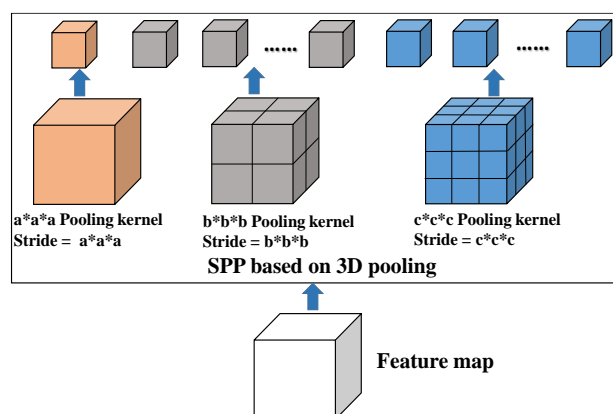 ...... ......
a*a*a Pooling kernel
Stride = a*a*a
b*b*b Pooling kernel
Stride = b*b*b
c*c*c Pooling kernel
Stride = c*c*c
SPP based on 3D pooling
Feature map